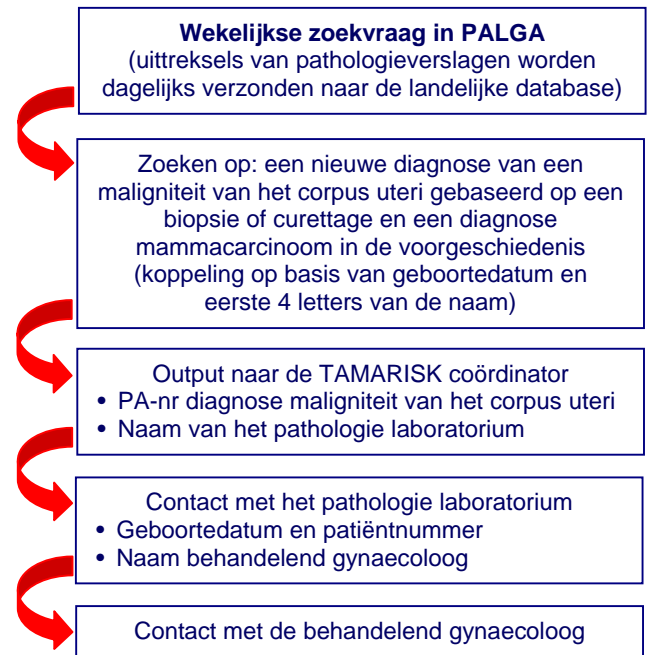 Wekelijkse zoekvraag in PALGA
(uittreksels van pathologieverslagen worden
dagelijks verzonden naar de landelijke database)
Zoeken op: een nieuwe diagnose van een
maligniteit van het corpus uteri gebaseerd op een
biopsie of curettage en een diagnose
mammacarcinoom in de voorgeschiedenis
(koppeling op basis van geboortedatum en
eerste 4 letters van de naam)
Output naar de TAMARISK coördinator
• PA-nr diagnose maligniteit van het corpus uteri
• Naam van het pathologie laboratorium
Contact met het pathologie laboratorium
• Geboortedatum en patiëntnummer
• Naam behandelend gynaecoloog
Contact met de behandelend gynaecoloog